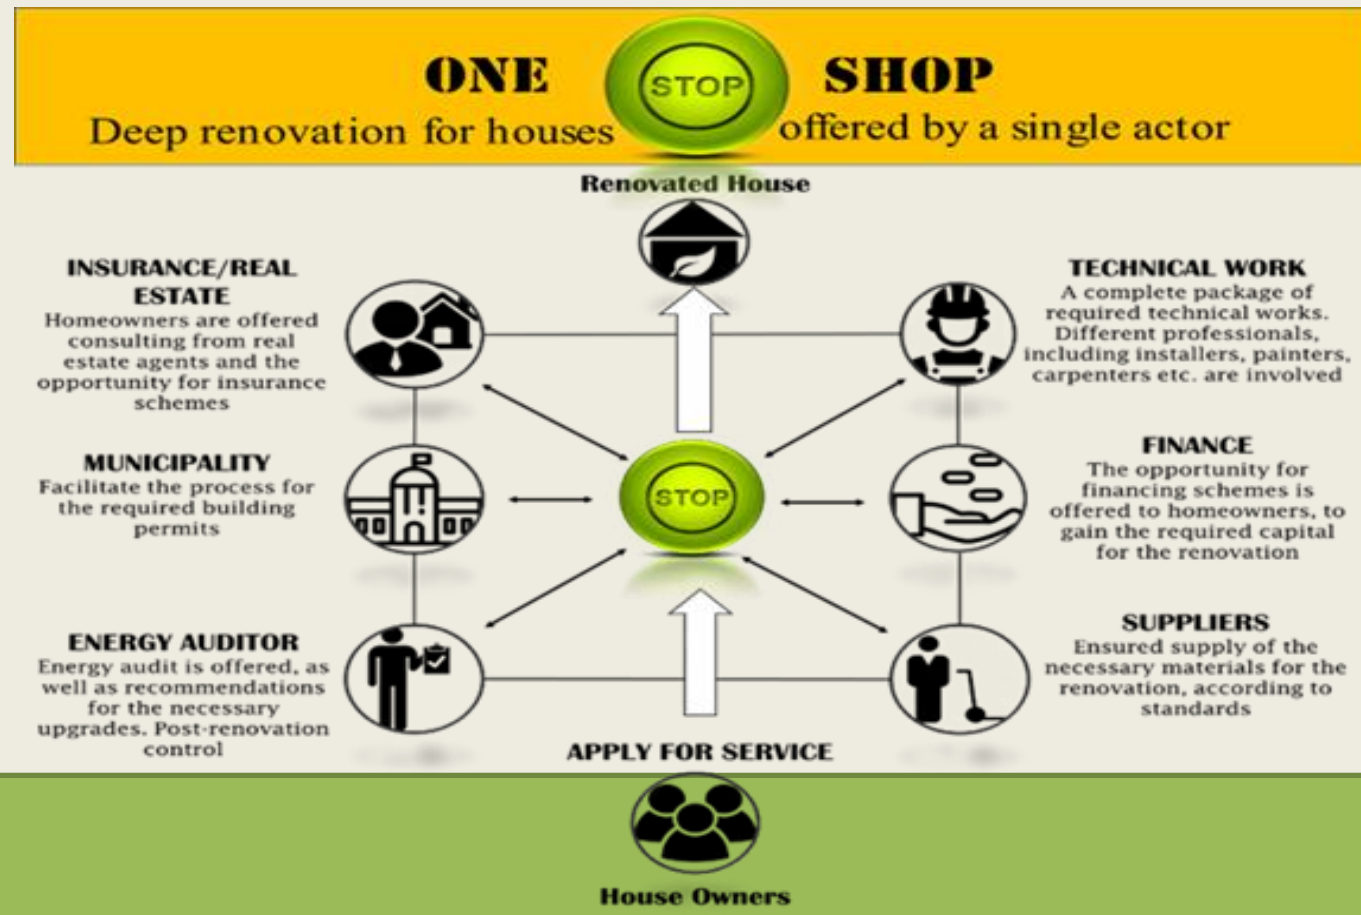 ONE STOP SHOP
Deep renovation for houses offered by a single actor
Renovated House
INSURANCE/REAL
ESTATE
Homeowners are offered
consulting from real
estate agents and the
opportunity for insurance
schemes
TECHNICAL WORK
A complete package of
required technical works.
Different professionals,
including installers, painters,
carpenters etc. are involved
MUNICIPALITY
Facilitate the process for
the required building
permits
STOP
FINANCE
The opportunity for
financing schemes is
offered to homeowners, to
gain the required capital
for the renovation
ENERGY AUDITOR
Energy audit is offered, as
well as recommendations
for the necessary
upgrades. Post-renovation
control
SUPPLIERS
Ensured supply of the
necessary materials for the
renovation, according to
standards
APPLY FOR SERVICE
House Owners